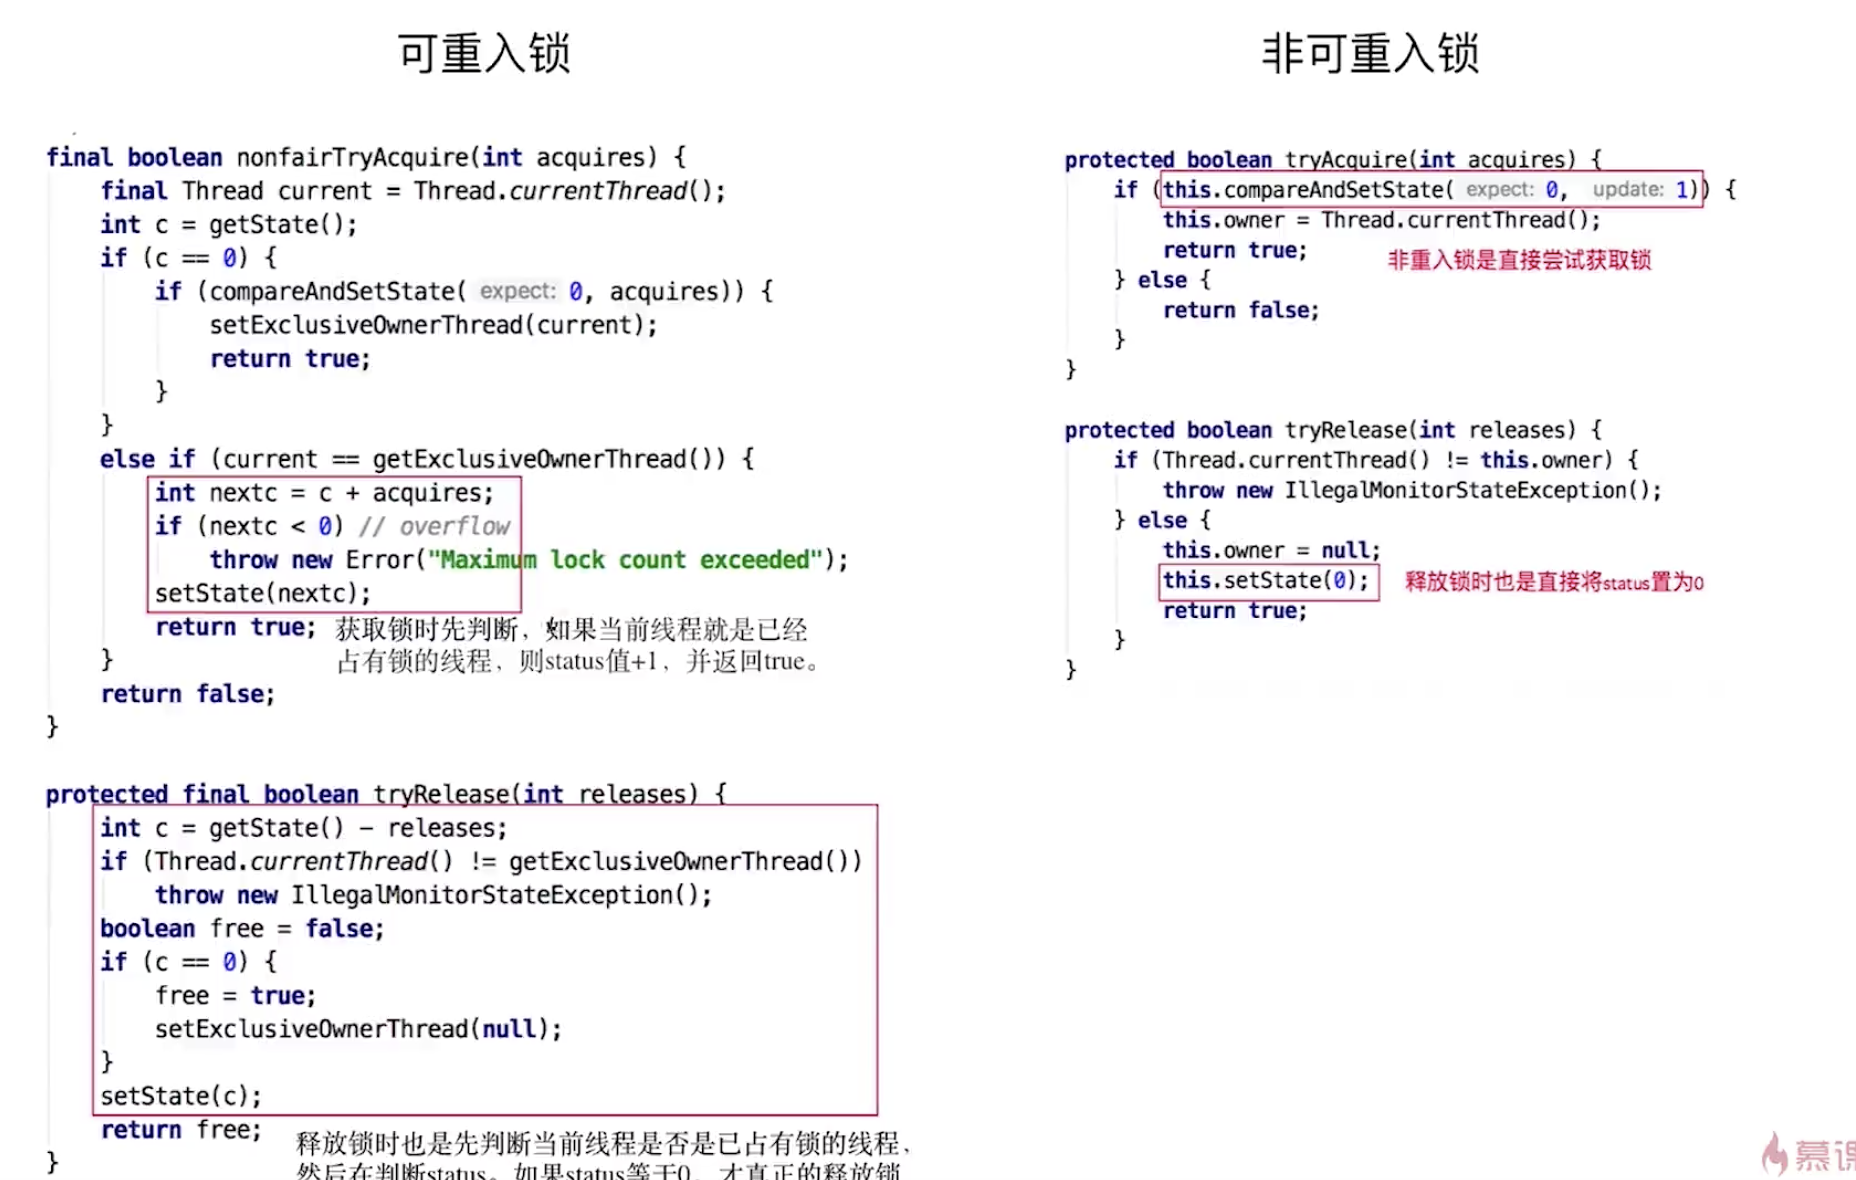 可重入锁
final boolean nonfairTryAcquire(int acquires) {
final Thread current = Thread.currentThread();
int c = getState();
if (c == 0) {
if (compareAndSetState( expect: 0, acquires)) {
setExclusiveOwnerThread(current);
return true;
}
}
else if (current == getExclusiveOwnerThread()) {
int nextc = c + acquires;
if (nextc < 0) // overflow
throw new Error("Maximum lock count exceeded");
setState(nextc);
return true;
获取锁时先判断，如果当前线程就是已经
占有锁的线程，则status值+1，并返回true。
}
return false;
}
protected final boolean tryRelease(int releases) {
int c = getState() - releases;
if (Thread.currentThread() != getExclusiveOwnerThread())
throw new IllegalMonitorStateException();
boolean free = false;
if (c == 0) {
free = true;
setExclusiveOwnerThread(null);
}
setState(c);
return free;
}
释放锁时也是先判断当前线程是否是已占有锁的线程，
然后在判断status。如果status等于0，才真正的释放锁
非可重入锁
protected boolean tryAcquire(int acquires) {
if (this.compareAndSetState( expect: 0, update: 1)) {
this.owner = Thread.currentThread();
return true;
非重入锁是直接尝试获取锁
} else {
return false;
}
}
protected boolean tryRelease(int releases) {
if (Thread.currentThread() != this.owner) {
throw new IllegalMonitorStateException();
} else {
this.owner = null;
this.setState(0);
释放锁时也是直接将status置为0
return true;
}
}
慕课